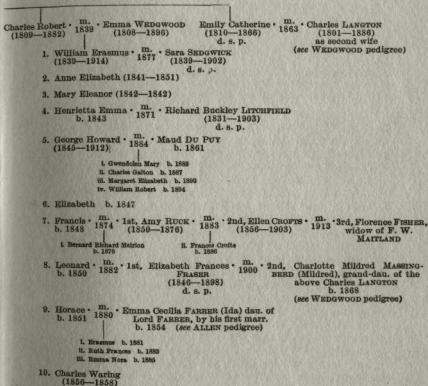 Charles Robert · m. 1839 · Emma WEDGWOOD
(1809—1882) (1808—1896)
Emily Catherine · m. 1863 · Charles LANGTON
(1810—1866) (1801—1886)
d. s. p. as second wife
(see WEDGWOOD pedigree)
1. William Erasmus · m. 1877 · Sara SEDGWICK
(1839—1914) (1839—1902)
d. s. p.
2. Anne Elizabeth (1841—1851)
3. Mary Eleanor (1842—1842)
4. Henrietta Emma · m. 1871 · Richard Buckley LITCHFIELD
b. 1843 (1831—1903)
d. s. p.
5. George Howard · m. 1884 · Maud DU PUY
(1845—1912) b. 1861
i. Gwendolen Mary b. 1885
ii. Charles Galton b. 1887
iii. Margaret Elizabeth b. 1890
iv. William Robert b. 1894
6. Elizabeth b. 1847
7. Francis · m. 1874 · 1st, Amy RUCK · m. 1883 · 2nd, Ellen CROFTS · m. 1913 · 3rd, Florence FISHER,
b. 1848 (1850—1876) (1856—1903) widow of F. W.
MAITLAND
i. Bernard Richard Meirion
b. 1876
ii. Frances Crofts
b. 1886
8. Leonard · m. 1882 · 1st, Elizabeth Frances · m. 1900 · 2nd, Charlotte Mildred MASSING-
b. 1850 FRASER BERD (Mildred), grand-dau. of the
(1846—1898) above Charles LANGTON
d. s. p. b. 1868
(see WEDGWOOD pedigree)
9. Horace · m. 1880 · Emma Cecilia FARRER (Ida) dau. of
b. 1851 Lord FARRER, by his first marr.
b. 1854 (see ALLEN pedigree)
i. Erasmus b. 1881
ii. Ruth Frances b. 1883
iii. Emma Nora b. 1885
10. Charles Waring
(1856—1858)